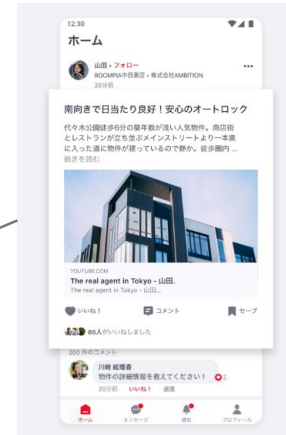 12.30
ホーム
山田 • フォロー
ROOMPIA中目黒店 • 株式会社AMBITION
20分前
南向きで日当たり良好！安心のオートロック
代々木公園徒歩6分の築年数が浅い人気物件。商店街
とレストランが立ち並ぶメインストリートより一本奥
に入った道に物件が建っているので静か。徒歩圏内 ...
続きを読む
YOUTUBE.COM
The real agent in Tokyo - 山田.
The real agent in Tokyo - 山田...
いいね！
コメント
セーブ
86人がいいねしました
200 件のコメント
川崎 絵理香
物件の詳細情報を教えてください！
2
20分前 いいね！ 返信
ホーム
メッセージ
通知
プロフィール